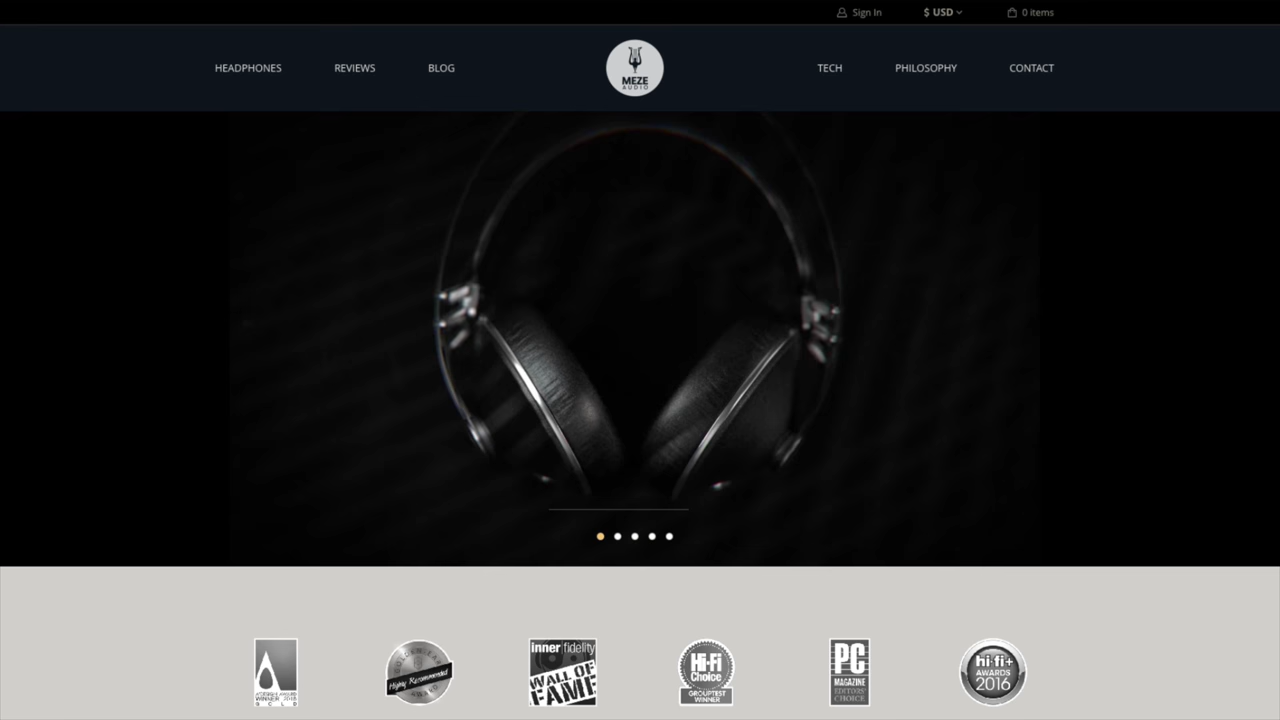 Sign In
$ USD
0 items
HEADPHONES
REVIEWS
BLOG
MEZE
AUDIO
TECH
PHILOSOPHY
CONTACT
inner fidelity
WALL OF
FAME
Highly Recommended
Hi-Fi
Choice
GROUPTEST
WINNER
PC
MAGAZINE
EDITORS'
CHOICE
hi-fi+
AWARDS
2016